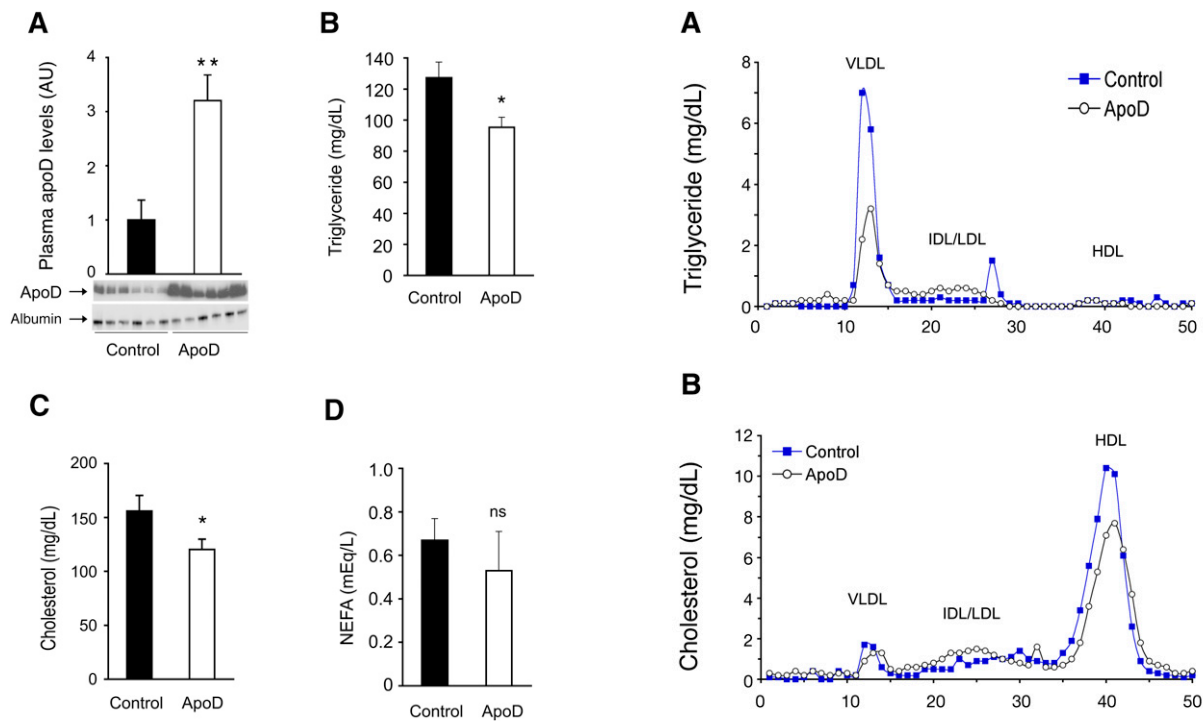 A
Plasma apoD levels (AU)
4
3
2
1
0
**
ApoD
Albumin
Control ApoD
B
Triglyceride (mg/dL)
140
120
100
80
60
40
20
0
*
Control ApoD
C
Cholesterol (mg/dL)
200
150
100
50
0
*
Control ApoD
D
NEFA (mEq/L)
1.0
0.8
0.6
0.4
0.2
0
ns
Control ApoD
A
Triglyceride (mg/dL)
8
6
4
2
0
VLDL
IDL/LDL
HDL
Control
ApoD
0 10 20 30 40 50
B
Cholesterol (mg/dL)
12
10
8
6
4
2
0
Control
ApoD
VLDL
IDL/LDL
HDL
0 10 20 30 40 50